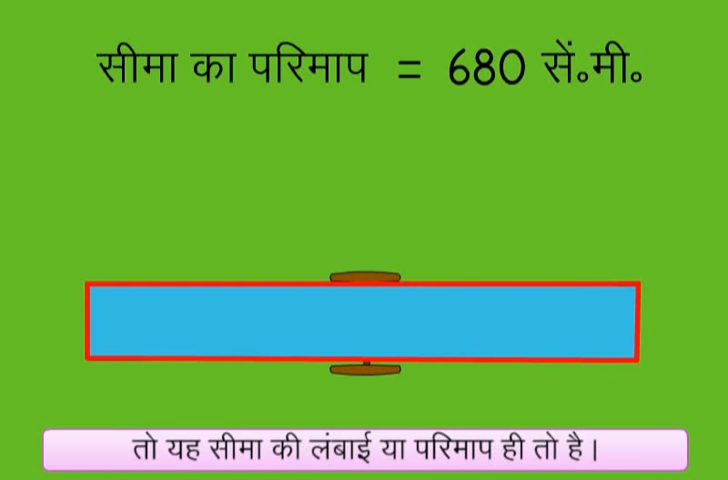 सीमा का परिमाप = 680 सें॰मी॰
तो यह सीमा की लंबाई या परिमाप ही तो है।